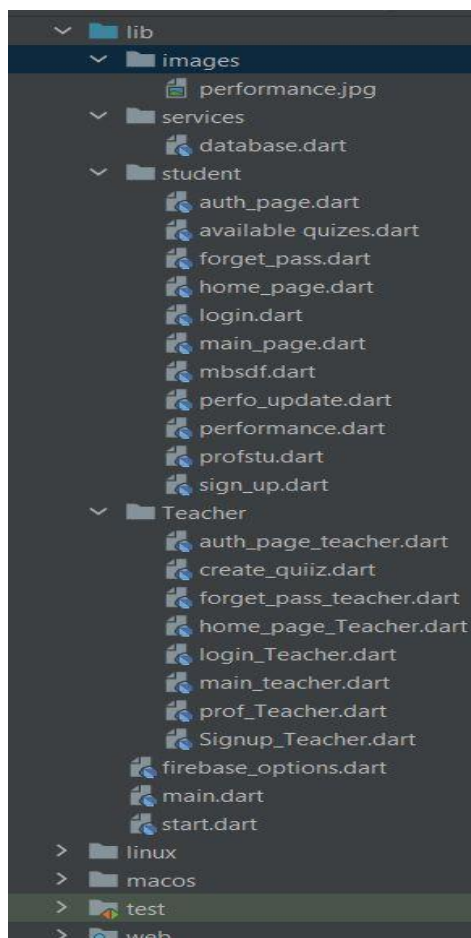 lib
images
performance.jpg
services
database.dart
student
auth_page.dart
available quizes.dart
forget_pass.dart
home_page.dart
login.dart
main_page.dart
mbsdf.dart
perfo_update.dart
performance.dart
profstu.dart
sign_up.dart
Teacher
auth_page_teacher.dart
create_quiiz.dart
forget_pass_teacher.dart
home_page_Teacher.dart
login_Teacher.dart
main_teacher.dart
prof_Teacher.dart
Signup_Teacher.dart
firebase_options.dart
main.dart
start.dart
linux
macos
test
web